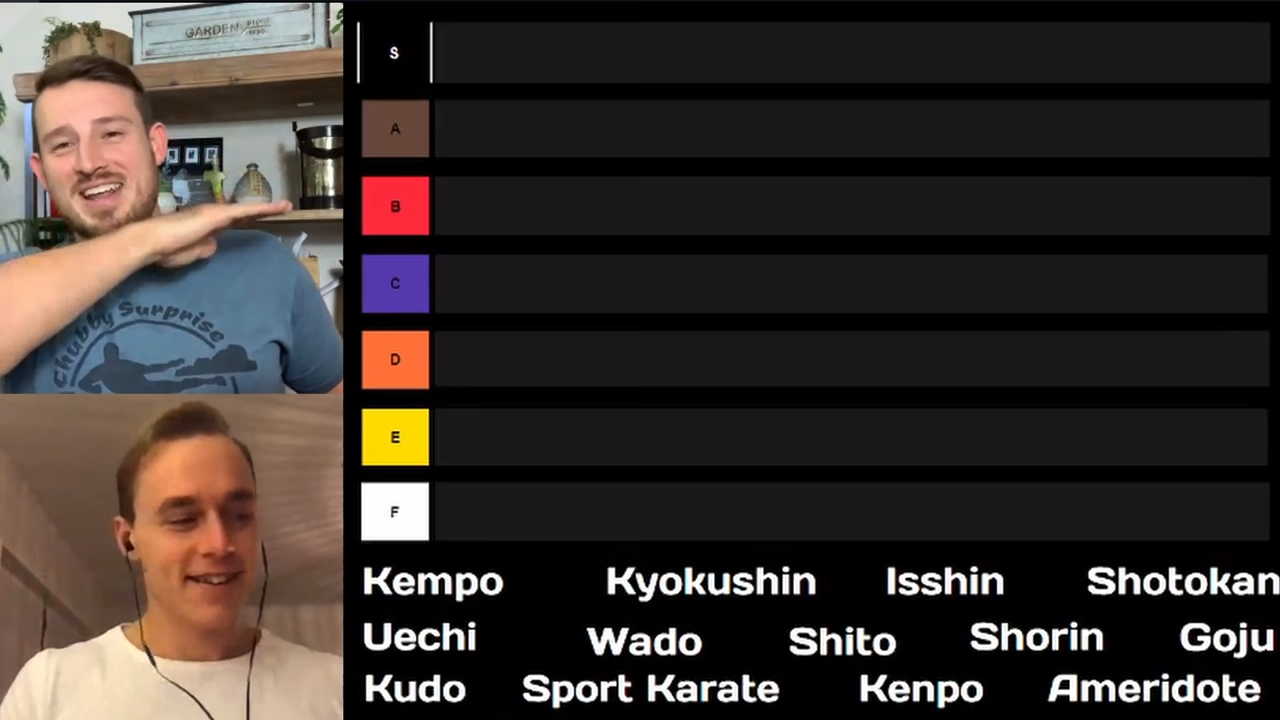 GARDEN
Chubby Surprise
S
A
B
C
D
E
F
Kempo Kyokushin Isshin Shotokan
Uechi Wado Shito Shorin Goju
Kudo Sport Karate Kenpo Ameridote